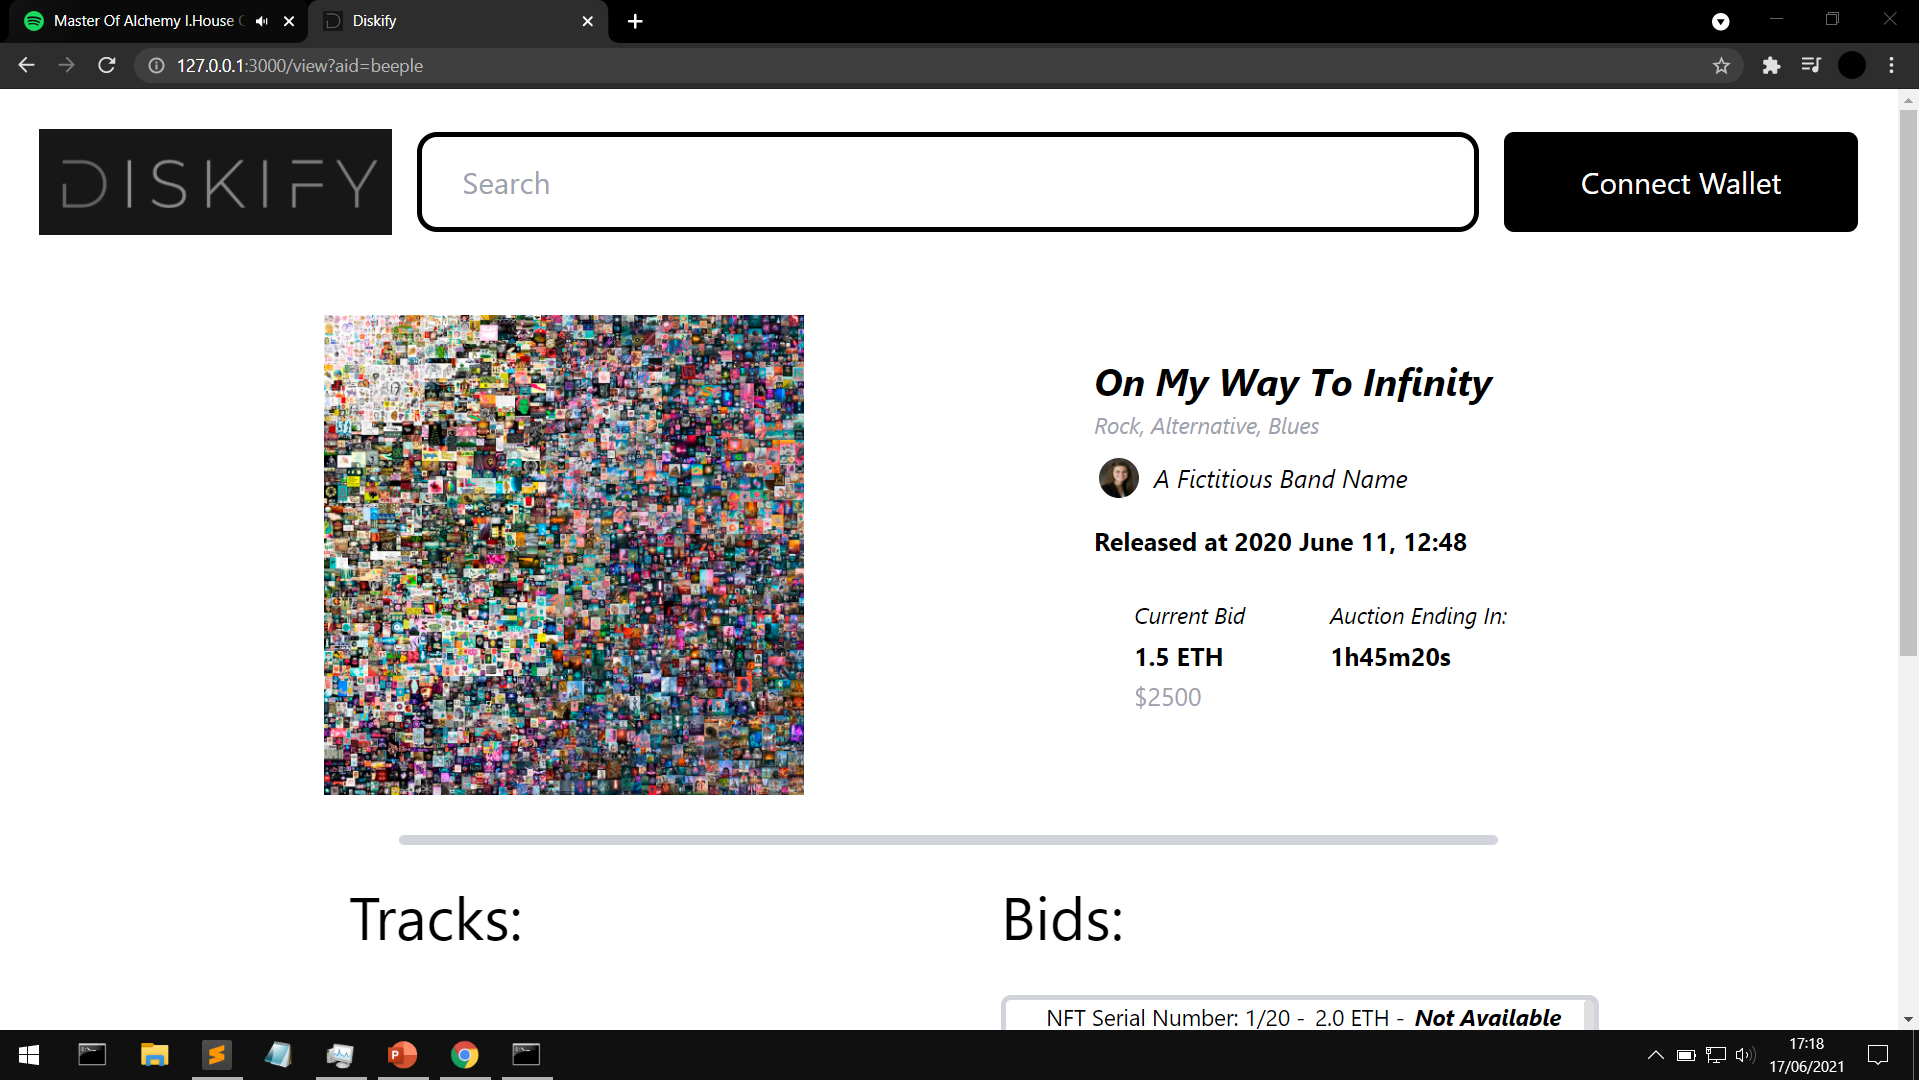 Master Of Alchemy I.House
Diskify
127.0.0.1:3000/view?aid=beeple
DISKIFY
Search
Connect Wallet
On My Way To Infinity
Rock, Alternative, Blues
A Fictitious Band Name
Released at 2020 June 11, 12:48
Current Bid
Auction Ending In:
1.5 ETH
1h45m20s
$2500
Tracks:
Bids:
NFT Serial Number: 1/20 - 2.0 ETH - Not Available
17:18
17/06/2021